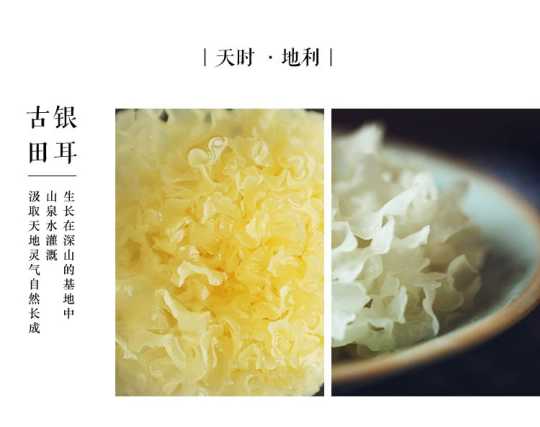 |天时·地利|
古田
银耳
生长在深山的基地中
山泉水灌溉
汲取天地灵气自然长成